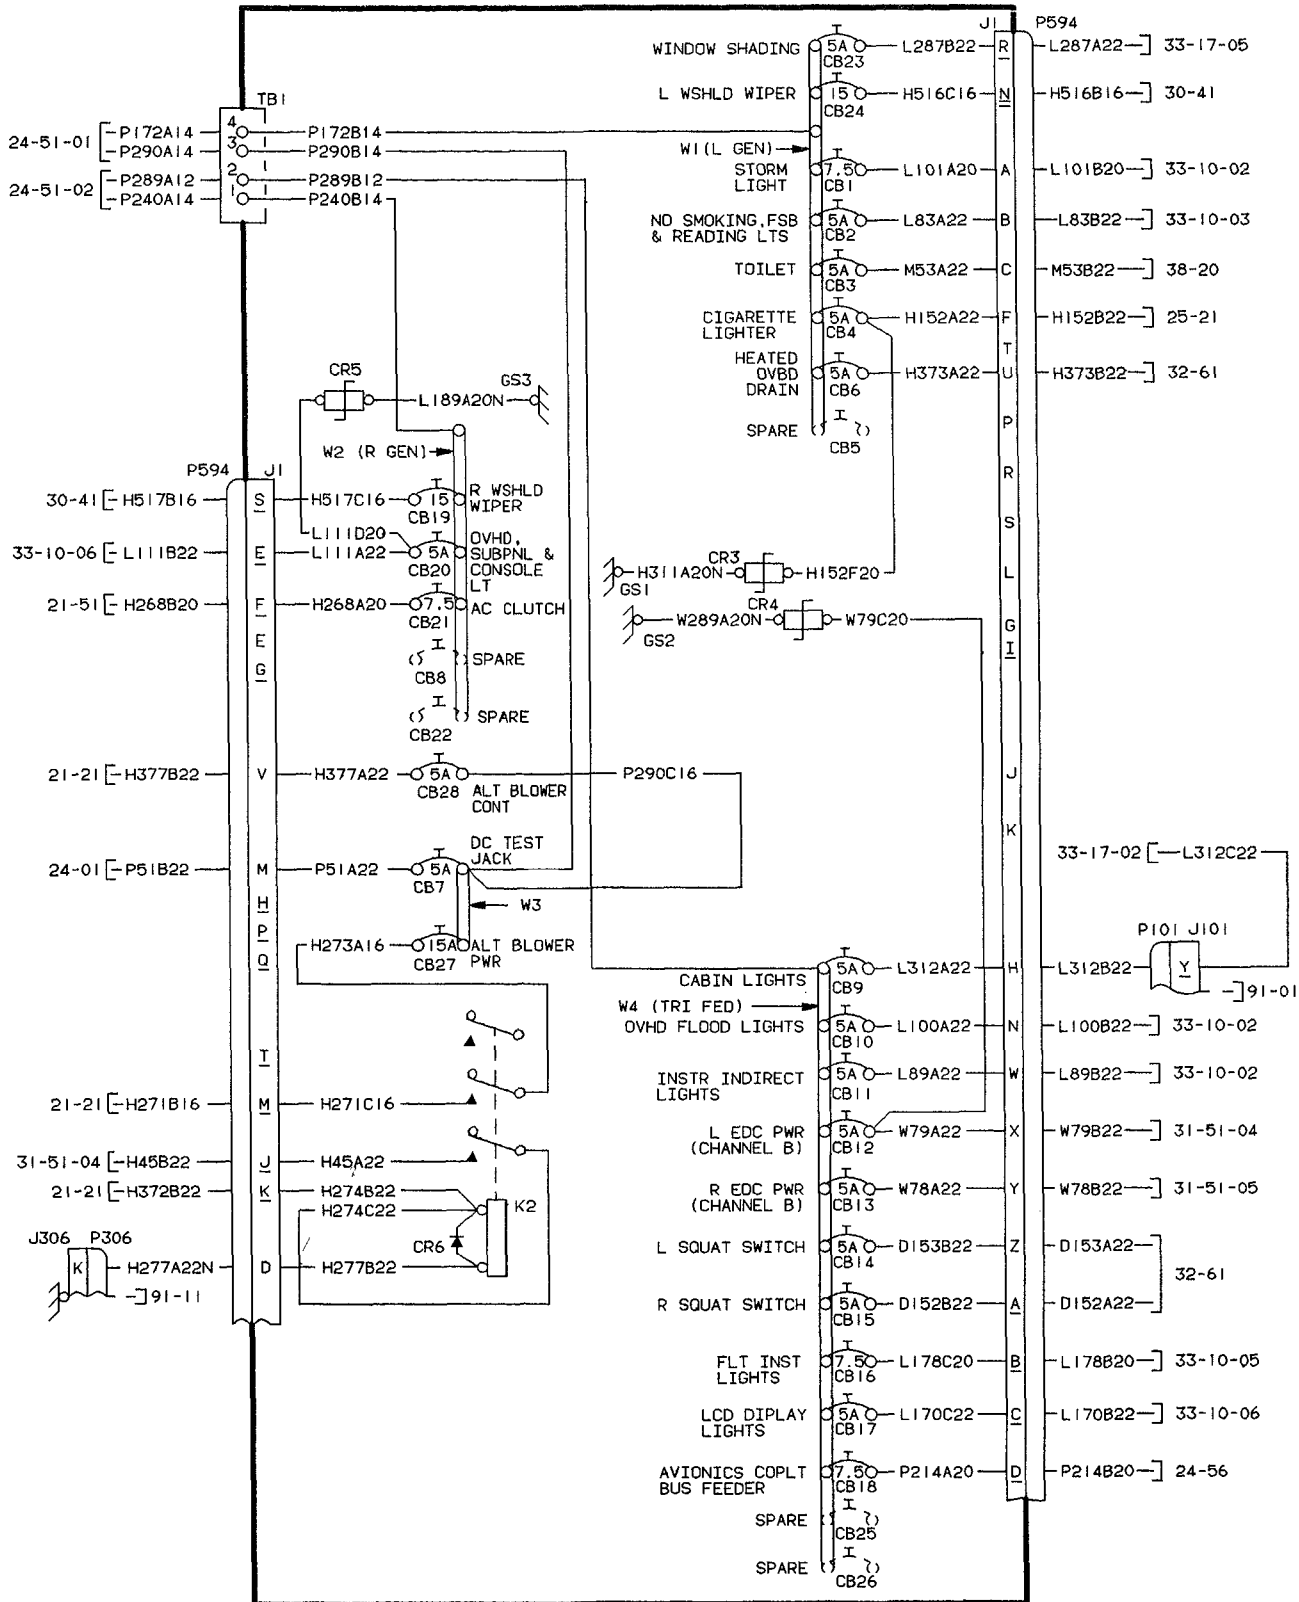 J1 P594
WINDOW SHADING 5A CB23 L287B22 R L287A22 33-17-05
L WSHLD WIPER 15 CB24 H516C16 N H516B16 30-41
TB1
24-51-01 P172A14 4 P172B14
P290A14 3 P290B14
24-51-02 P289A12 2 P289B12
P240A14 1 P240B14
W1(L GEN)
STORM LIGHT 7.5 CB1 L101A20 A L101B20 33-10-02
NO SMOKING,FSB & READING LTS 5A CB2 L83A22 B L83B22 33-10-03
TOILET 5A CB3 M53A22 C M53B22 38-20
CIGARETTE LIGHTER 5A CB4 H152A22 F H152B22 25-21
T
HEATED OVBD DRAIN 5A CB6 H373A22 U H373B22 32-61
SPARE CB5
P
R
S
L
G
I
J
K
CR5 L189A20N GS3
W2 (R GEN)
P594 J1
30-41 H517B16 S H517C16 15 CB19 R WSHLD WIPER
L111D20
33-10-06 L111B22 E L111A22 5A CB20 OVHD, SUBPNL & CONSOLE LT
21-51 H268B20 F H268A20 7.5 CB21 AC CLUTCH
E
G
CB8 SPARE
CB22 SPARE
GS1 H311A20N CR3 H152F20
GS2 W289A20N CR4 W79C20
21-21 H377B22 V H377A22 5A CB28 ALT BLOWER CONT P290C16
24-01 P51B22 M P51A22 5A CB7 DC TEST JACK
H
W3
P
Q
H273A16 15A CB27 ALT BLOWER PWR
T
21-21 H271B16 M H271C16
31-51-04 H45B22 J H45A22
21-21 H372B22 K H274B22
H274C22 K2
CR6
J306 P306
K H277A22N D H277B22
91-11
33-17-02 L312C22
P101 J101
Y
91-01
CABIN LIGHTS 5A CB9 L312A22 H L312B22
W4 (TRI FED)
OVHD FLOOD LIGHTS 5A CB10 L100A22 N L100B22 33-10-02
INSTR INDIRECT LIGHTS 5A CB11 L89A22 W L89B22 33-10-02
L EDC PWR (CHANNEL B) 5A CB12 W79A22 X W79B22 31-51-04
R EDC PWR (CHANNEL B) 5A CB13 W78A22 Y W78B22 31-51-05
L SQUAT SWITCH 5A CB14 D153B22 Z D153A22
32-61
R SQUAT SWITCH 5A CB15 D152B22 A D152A22
FLT INST LIGHTS 7.5 CB16 L178C20 B L178B20 33-10-05
LCD DIPLAY LIGHTS 5A CB17 L170C22 C L170B22 33-10-06
AVIONICS COPLT BUS FEEDER 7.5 CB18 P214A20 D P214B20 24-56
SPARE CB25
SPARE CB26